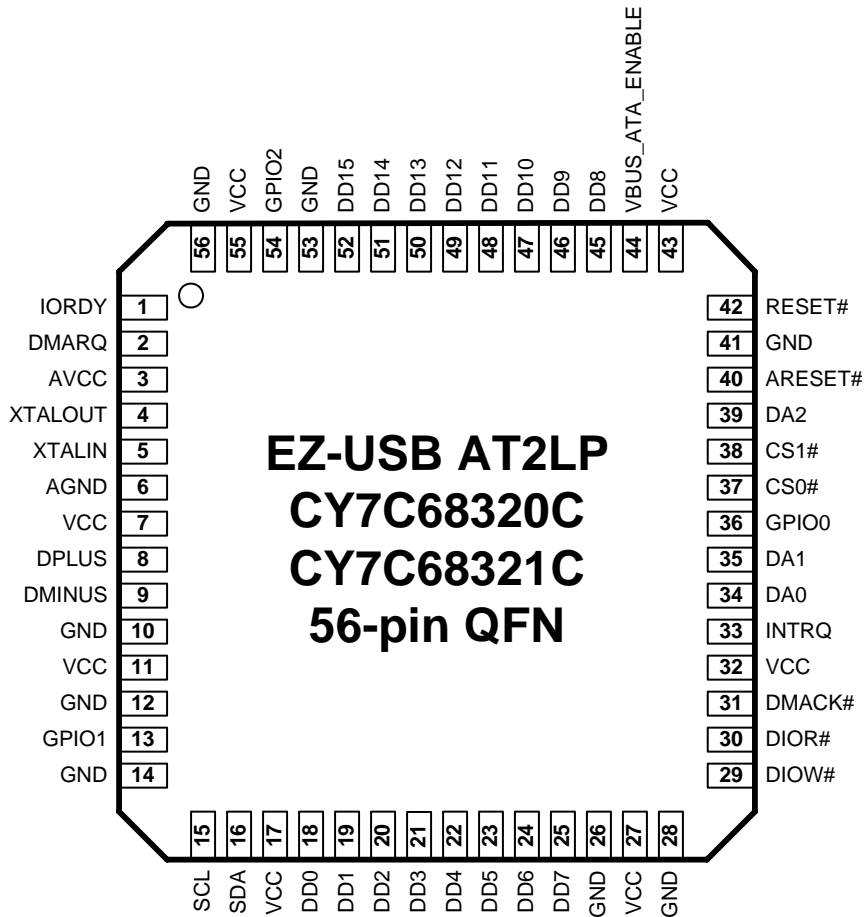 GND VCC GPIO2 GND DD15 DD14 DD13 DD12 DD11 DD10 DD9 DD8 VBUS_ATA_ENABLE VCC
56 55 54 53 52 51 50 49 48 47 46 45 44 43
IORDY 1
DMARQ 2
AVCC 3
XTALOUT 4
XTALIN 5
AGND 6
VCC 7
DPLUS 8
DMINUS 9
GND 10
VCC 11
GND 12
GPIO1 13
GND 14
EZ-USB AT2LP
CY7C68320C
CY7C68321C
56-pin QFN
42 RESET#
41 GND
40 ARESET#
39 DA2
38 CS1#
37 CS0#
36 GPIO0
35 DA1
34 DA0
33 INTRQ
32 VCC
31 DMACK#
30 DIOR#
29 DIOW#
15 16 17 18 19 20 21 22 23 24 25 26 27 28
SCL SDA VCC DD0 DD1 DD2 DD3 DD4 DD5 DD6 DD7 GND VCC GND